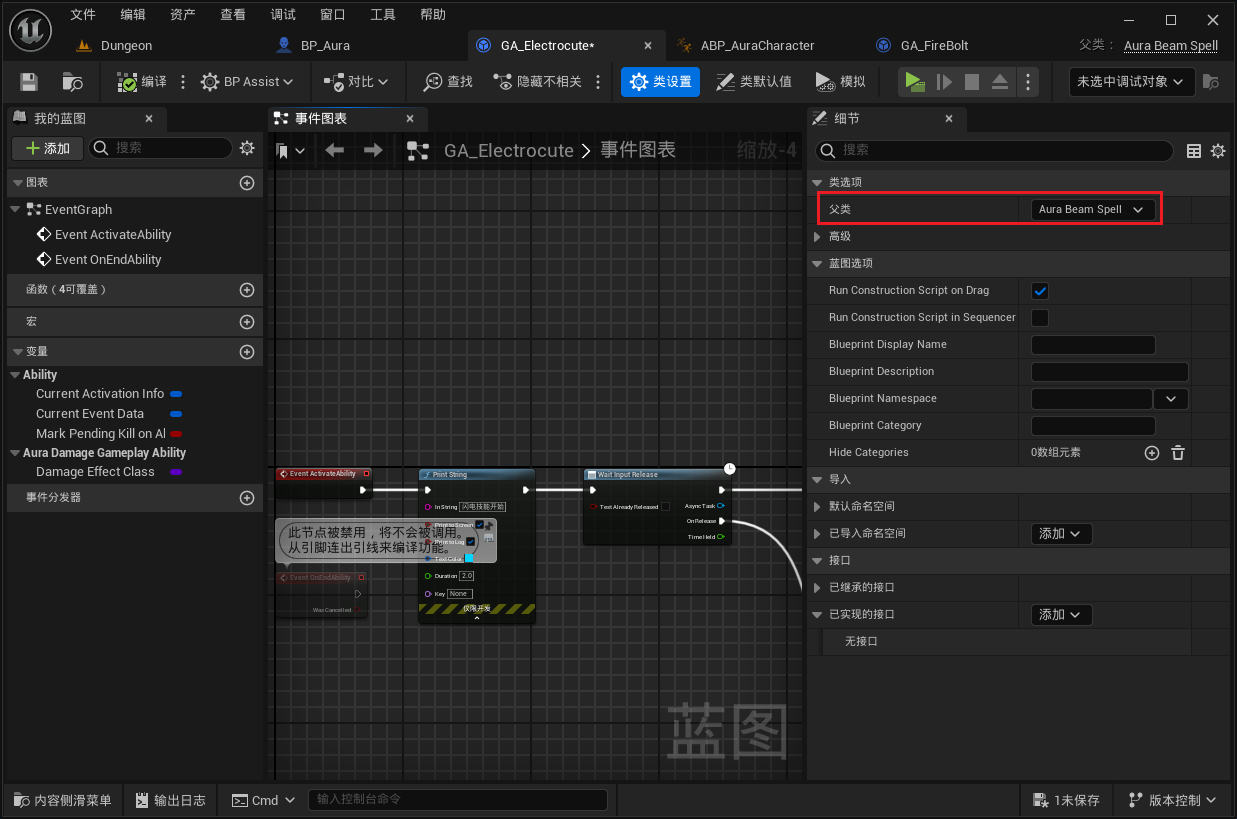 文件 编辑 资产 查看 调试 窗口 工具 帮助
Dungeon BP_Aura GA_Electrocute* ABP_AuraCharacter GA_FireBolt 父类： Aura Beam Spell
编译 BP Assist 对比 查找 隐藏不相关 类设置 类默认值 模拟 未选中调试对象
我的蓝图
添加 搜索
图表
EventGraph
Event ActivateAbility
Event OnEndAbility
函数（4可覆盖）
宏
变量
Ability
Current Activation Info
Current Event Data
Mark Pending Kill on Al
Aura Damage Gameplay Ability
Damage Effect Class
事件分发器
事件图表
GA_Electrocute 事件图表 缩放-4
Event ActivateAbility
Print String
In String 闪电技能开始
Print to Screen
Print to Log
Text Color
Duration 2.0
Key None
仅限开发
此节点被禁用，将不会被调用。
从引脚连出引线来编译功能。
Event OnEndAbility
Was Cancelled
Wait Input Release
Test Already Released Async Task
On Release
Time Held
蓝图
细节
搜索
类选项
父类 Aura Beam Spell
高级
蓝图选项
Run Construction Script on Drag
Run Construction Script in Sequencer
Blueprint Display Name
Blueprint Description
Blueprint Namespace
Blueprint Category
Hide Categories 0数组元素
导入
默认命名空间
已导入命名空间 添加
接口
已继承的接口
已实现的接口 添加
无接口
内容侧滑菜单 输出日志 Cmd 输入控制台命令 1未保存 版本控制